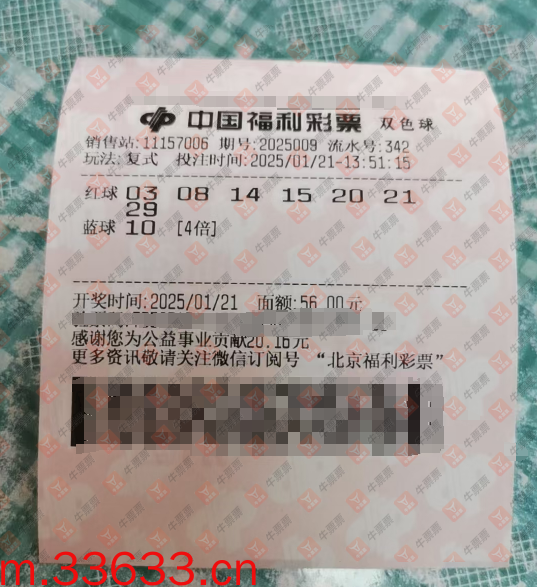 中国福利彩票 双色球
销售站:11157006 期号:2025009 流水号:342
玩法:复式 投注时间:2025/01/21-13:51:15
红球 03 08 14 15 20 21
29
蓝球 10 [4倍]
开奖时间:2025/01/21 面额:56.00元
感谢您为公益事业贡献20.16元
更多资讯敬请关注微信订阅号 “北京福利彩票”
m.33633.cn